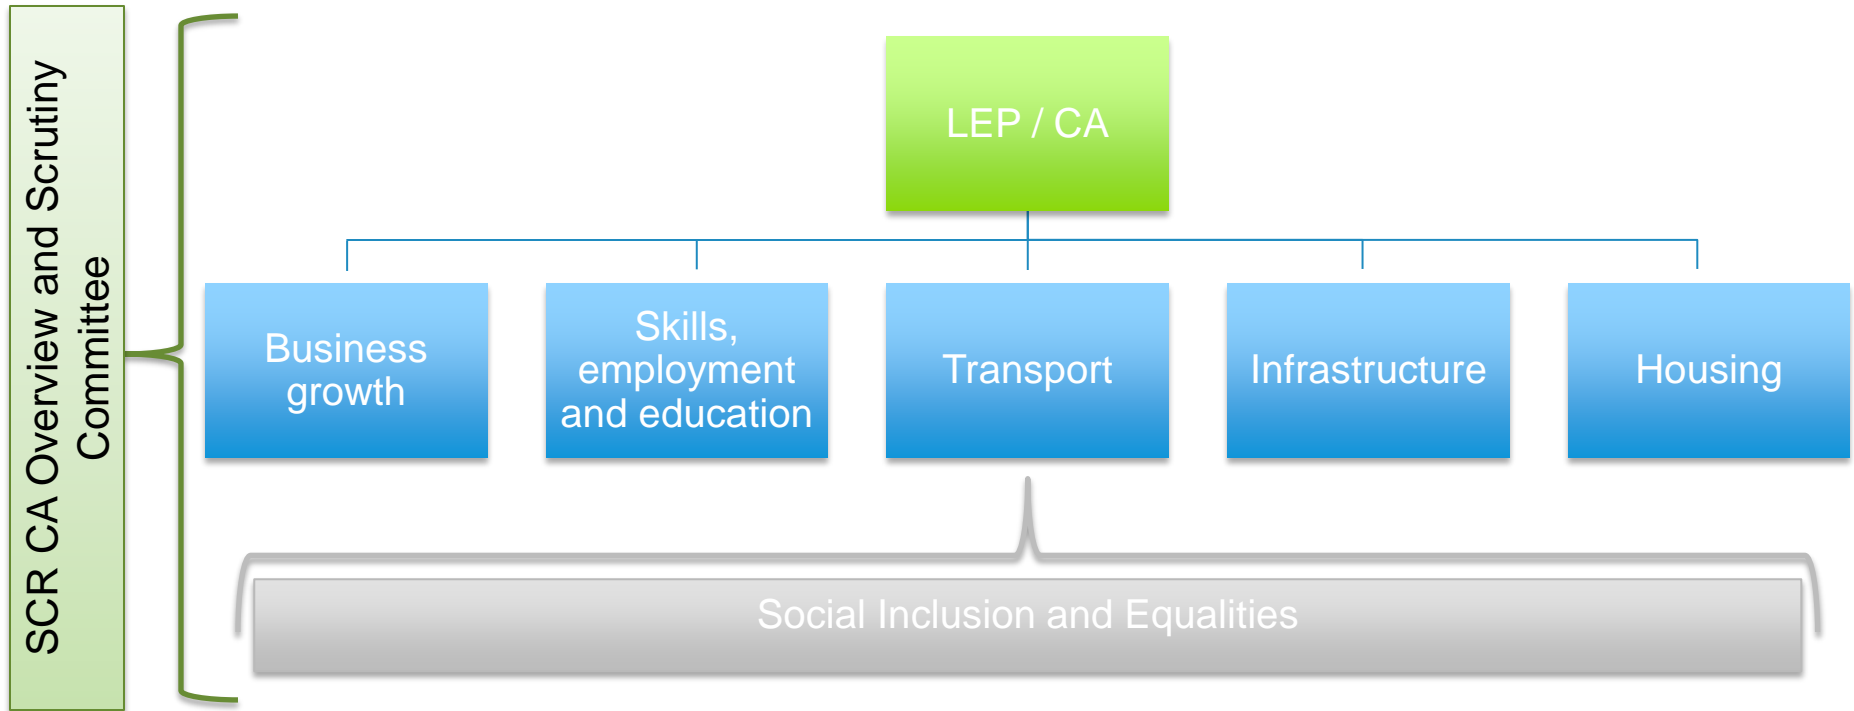 SCR CA Overview and Scrutiny
Committee
LEP / CA
Business
growth
Skills,
employment
and education
Transport
Infrastructure
Housing
Social Inclusion and Equalities